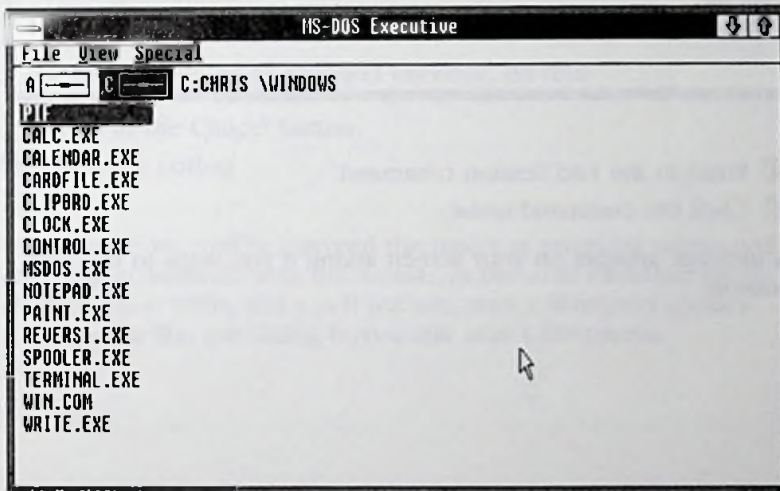 MS-DOS Executive
File View Special
A C C:CHRIS \WINDOWS
CALC.EXE
CALENDAR.EXE
CARDFILE.EXE
CLIPBRD.EXE
CLOCK.EXE
CONTROL.EXE
MSDOS.EXE
NOTEPAD.EXE
PAINT.EXE
REVERSI.EXE
SPOOLER.EXE
TERMINAL.EXE
WIN.COM
WRITE.EXE